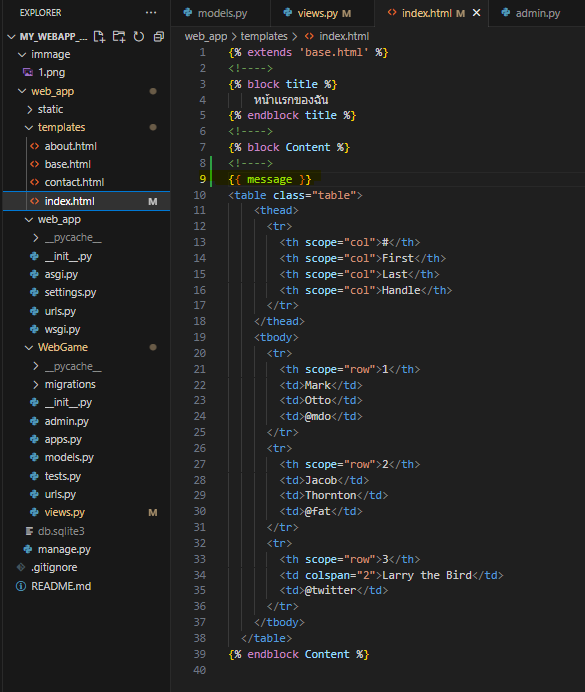 EXPLORER ...
MY_WEBAPP_...
immage
1.png
web_app
static
templates
about.html
base.html
contact.html
index.html M
web_app
__pycache__
__init__.py
asgi.py
settings.py
urls.py
wsgi.py
WebGame
__pycache__
migrations
__init__.py
admin.py
apps.py
models.py
tests.py
urls.py
views.py M
db.sqlite3
manage.py
.gitignore
README.md
models.py views.py M index.html M admin.py
web_app > templates > index.html
1 {% extends 'base.html' %}
2 <!---->
3 {% block title %}
4 หน้าแรกของฉัน
5 {% endblock title %}
6 <!---->
7 {% block Content %}
8 <!---->
9 {{ message }}
10 <table class="table">
11 <thead>
12 <tr>
13 <th scope="col">#</th>
14 <th scope="col">First</th>
15 <th scope="col">Last</th>
16 <th scope="col">Handle</th>
17 </tr>
18 </thead>
19 <tbody>
20 <tr>
21 <th scope="row">1</th>
22 <td>Mark</td>
23 <td>Otto</td>
24 <td>@mdo</td>
25 </tr>
26 <tr>
27 <th scope="row">2</th>
28 <td>Jacob</td>
29 <td>Thornton</td>
30 <td>@fat</td>
31 </tr>
32 <tr>
33 <th scope="row">3</th>
34 <td colspan="2">Larry the Bird</td>
35 <td>@twitter</td>
36 </tr>
37 </tbody>
38 </table>
39 {% endblock Content %}
40